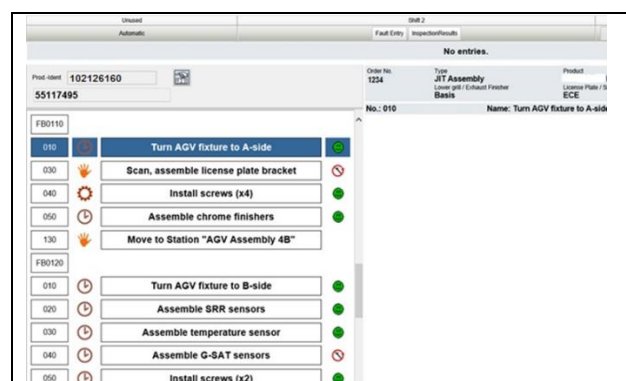 Unused Shift 2
Automatic Fault Entry InspectionResults
No entries.
Prod.-Ident 102126160
55117495
Order No. Type Product
1234 JIT Assembly
Lower grill / Exhaust Finisher License Plate / S
Basis ECE
No.: 010 Name: Turn AGV fixture to A-side
FB0110
010 Turn AGV fixture to A-side
030 Scan, assemble license plate bracket
040 Install screws (x4)
050 Assemble chrome finishers
130 Move to Station "AGV Assembly 4B"
FB0120
010 Turn AGV fixture to B-side
020 Assemble SRR sensors
030 Assemble temperature sensor
040 Assemble G-SAT sensors
050 Install screws (x2)